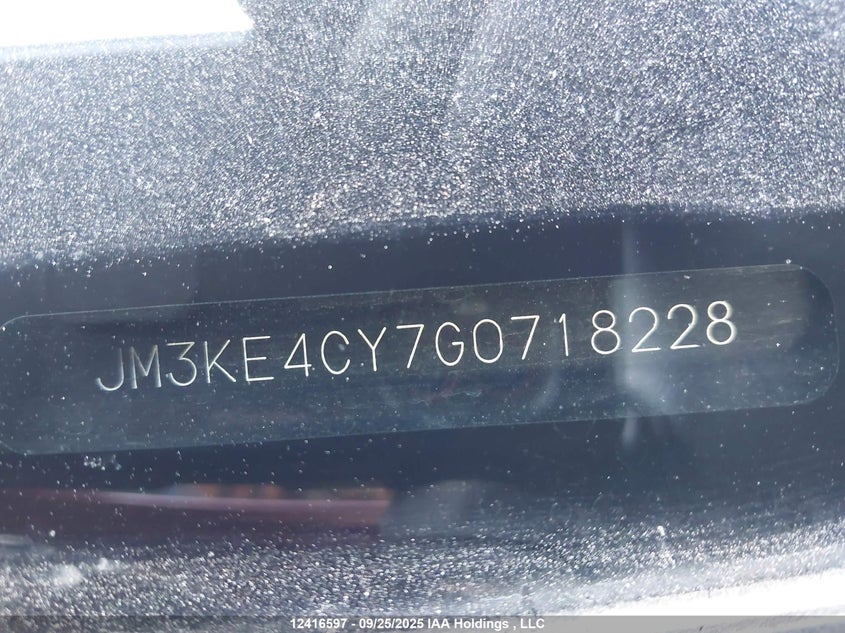 JM3KE4CY7G0718228
12416597 - 09/25/2025 IAA Holdings , LLC